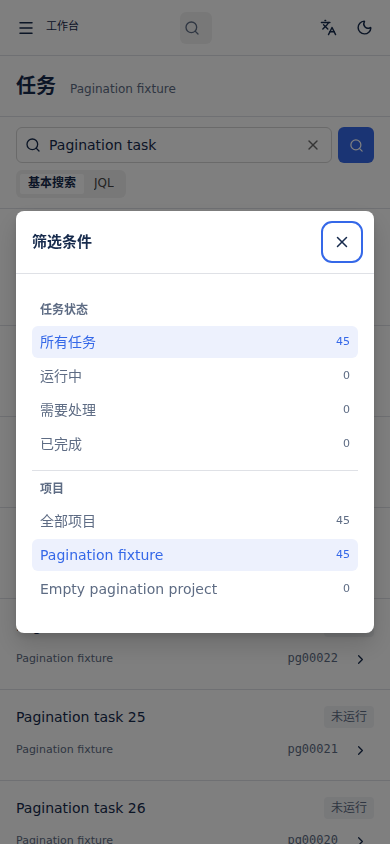 工作台
任务 Pagination fixture
Pagination task
基本搜索 JQL
筛选条件
任务状态
所有任务 45
运行中 0
需要处理 0
已完成 0
项目
全部项目 45
Pagination fixture 45
Empty pagination project 0
Pagination fixture pg00022
Pagination task 25 未运行
Pagination fixture pg00021
Pagination task 26 未运行
Pagination fixture pg00020